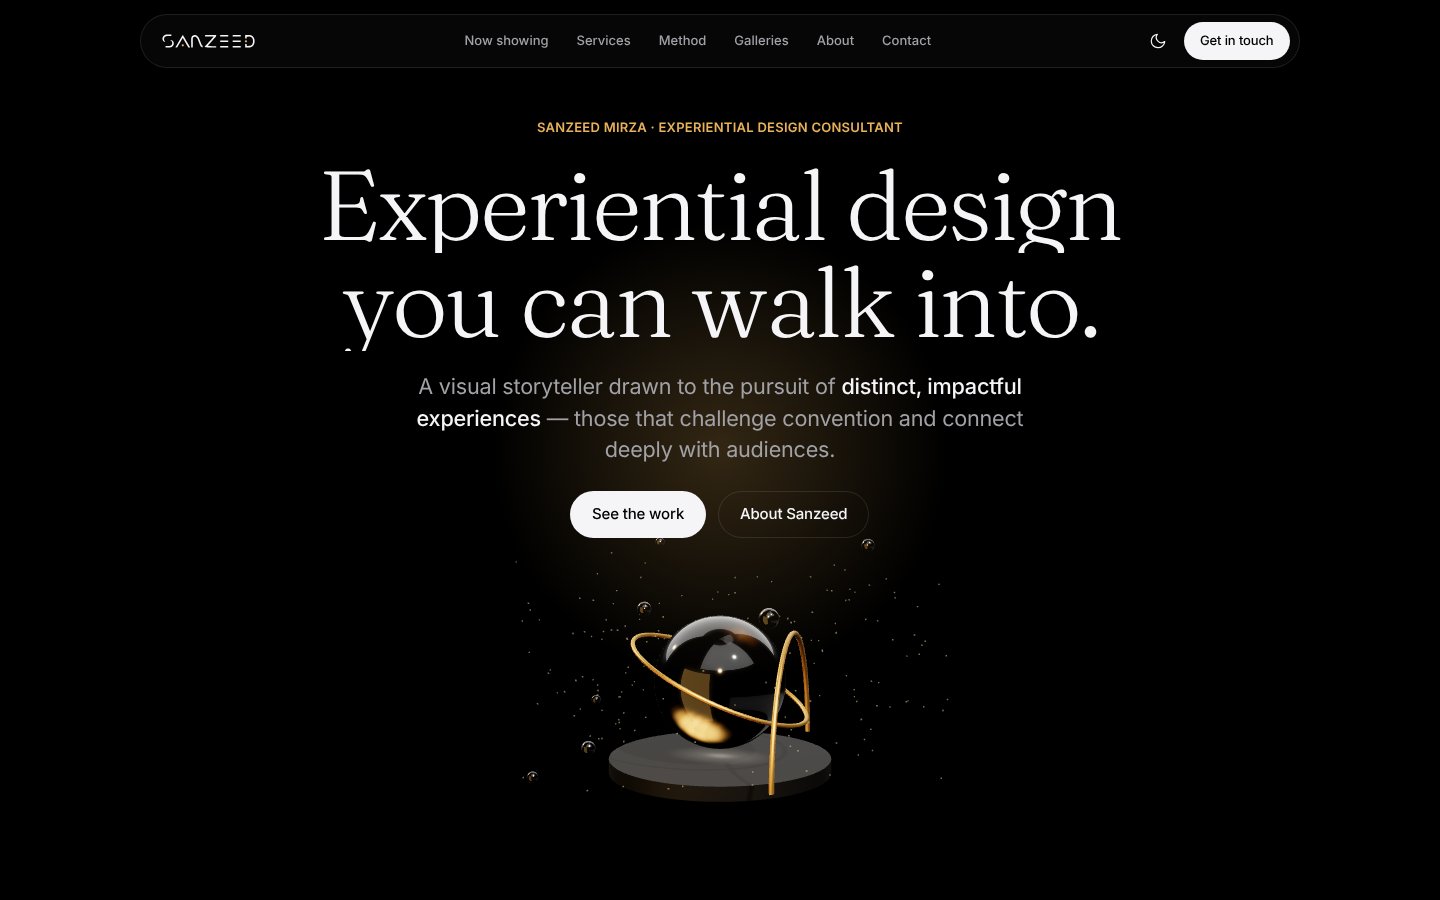 SANZEED
Now showing
Services
Method
Galleries
About
Contact
Get in touch
SANZEED MIRZA · EXPERIENTIAL DESIGN CONSULTANT
Experiential design
you can walk into.
A visual storyteller drawn to the pursuit of distinct, impactful
experiences — those that challenge convention and connect
deeply with audiences.
See the work
About Sanzeed